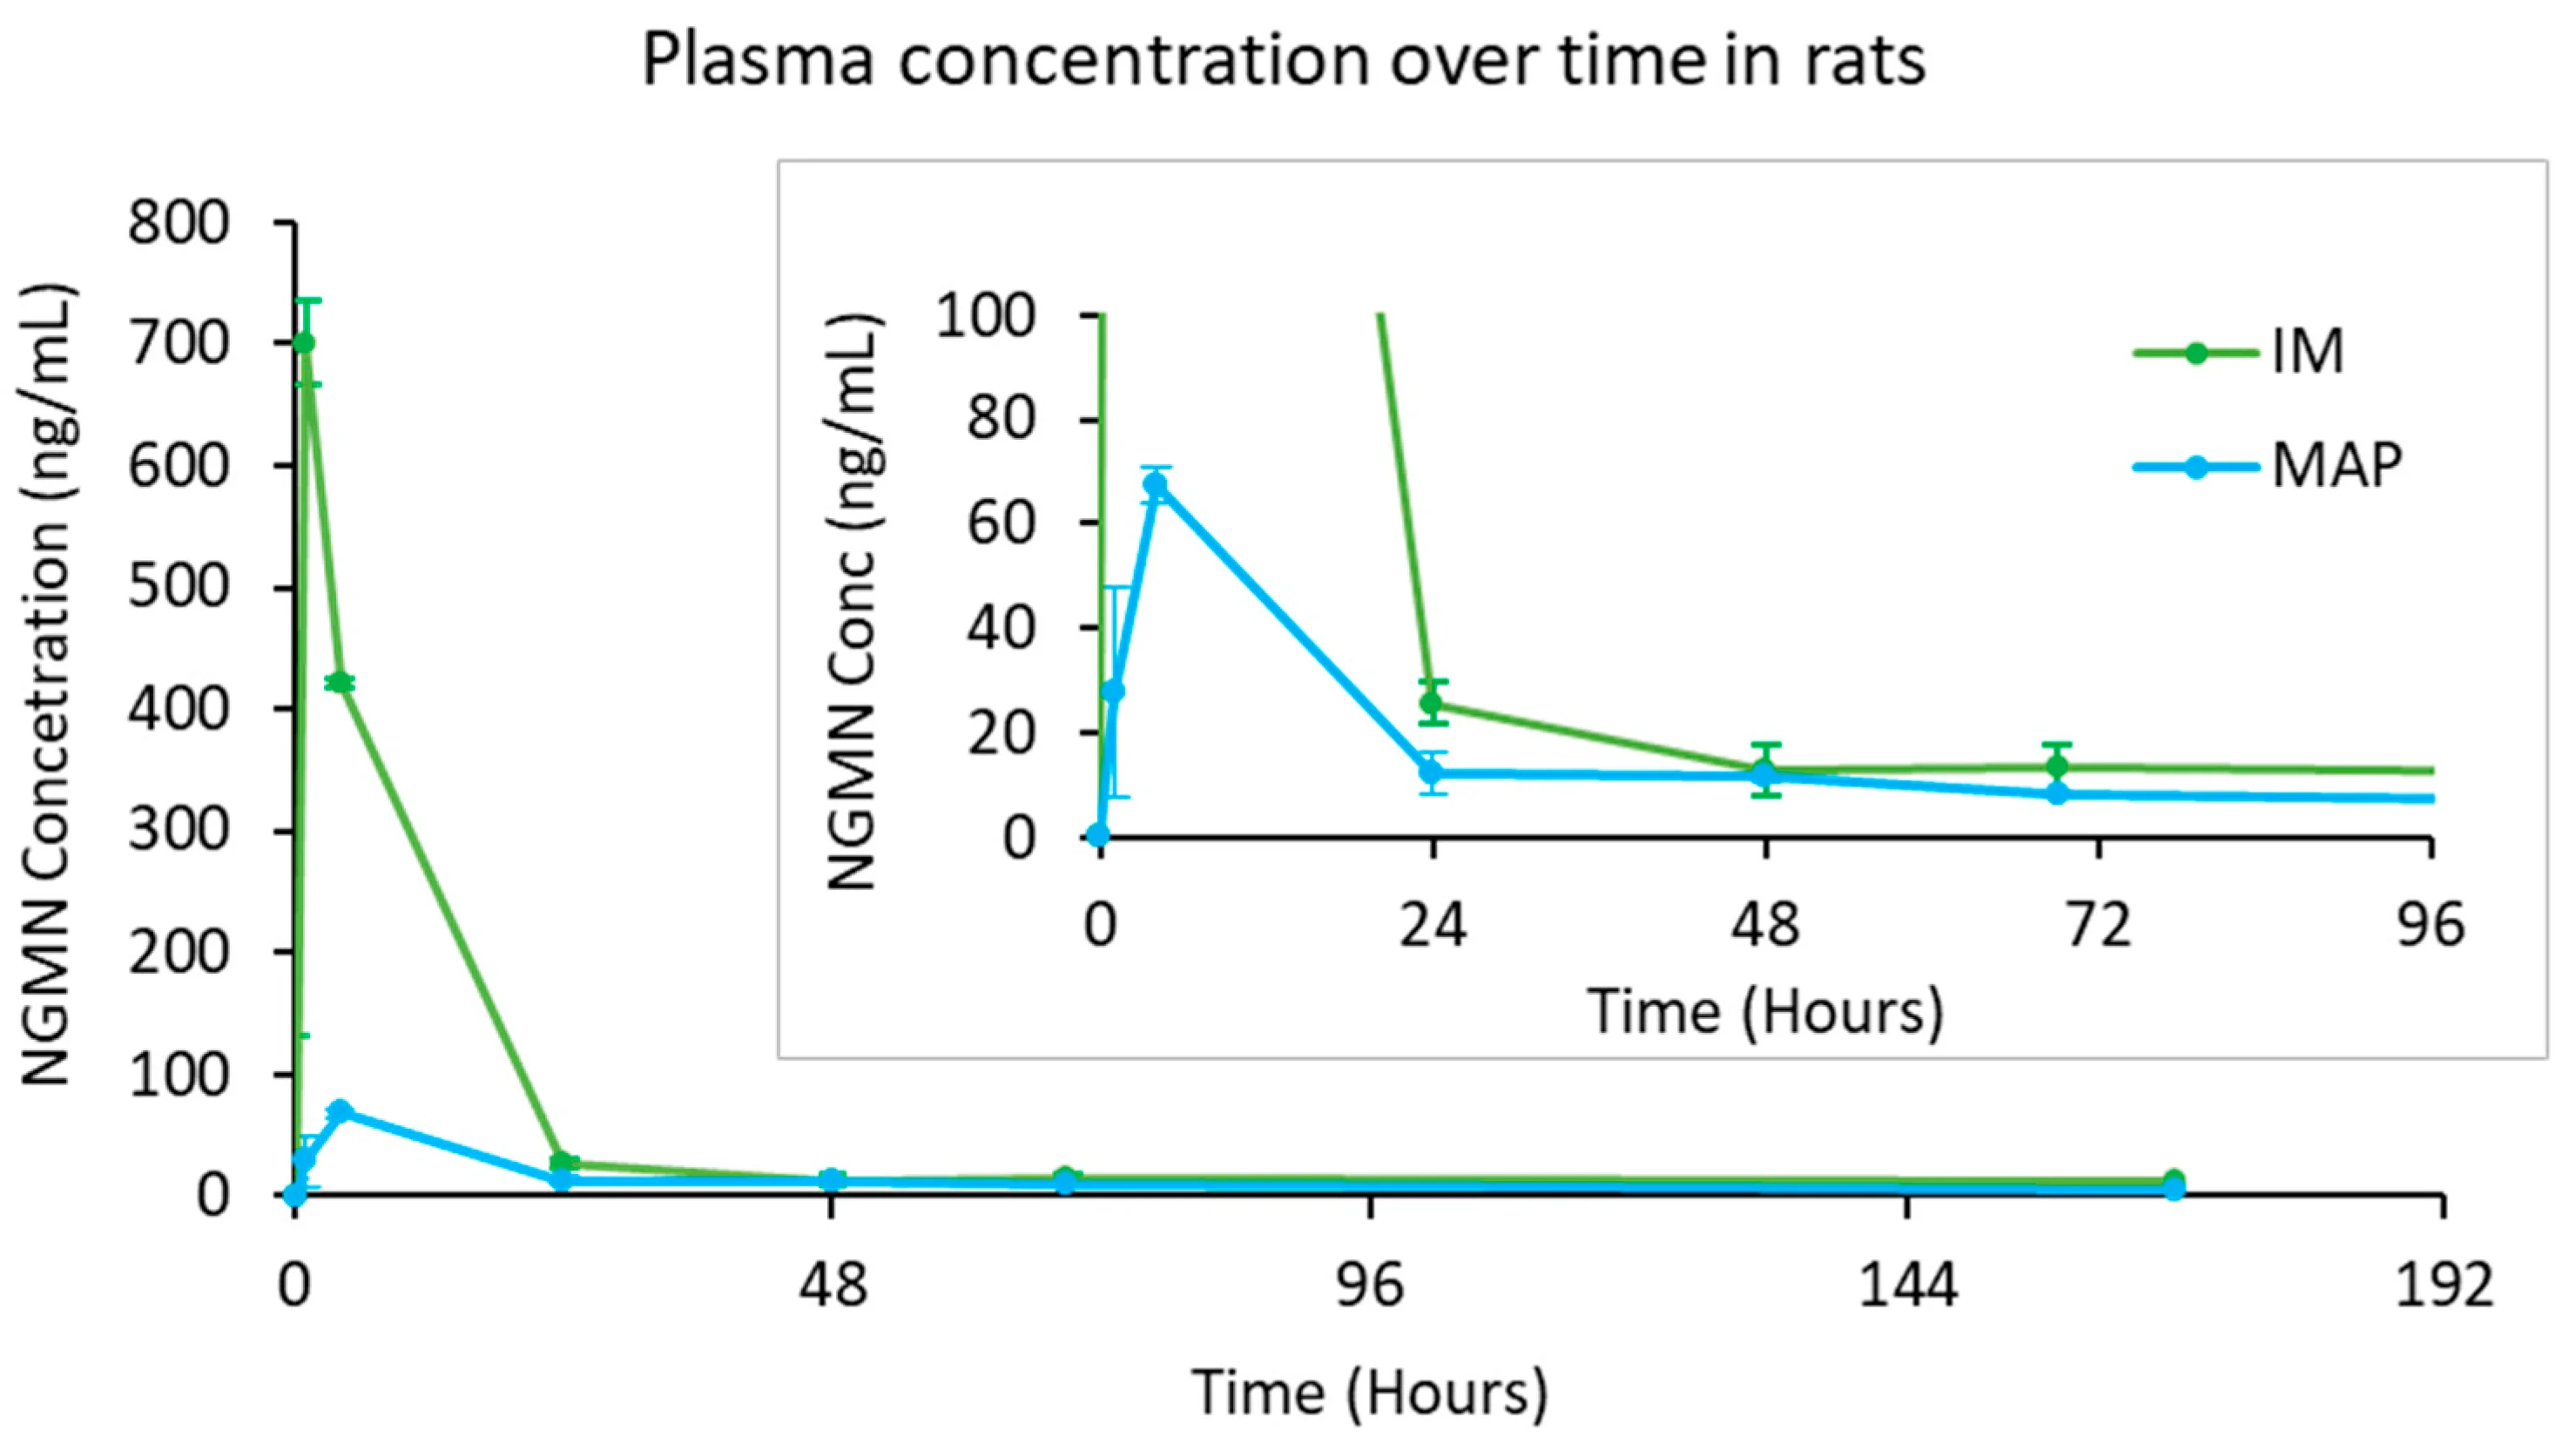 Plasma concentration over time in rats
NGMN Concetration (ng/mL)
800
700
600
500
400
300
200
100
0
0 48 96 144 192
Time (Hours)
NGMN Conc (ng/mL)
100
80
60
40
20
0
0 24 48 72 96
Time (Hours)
IM
MAP